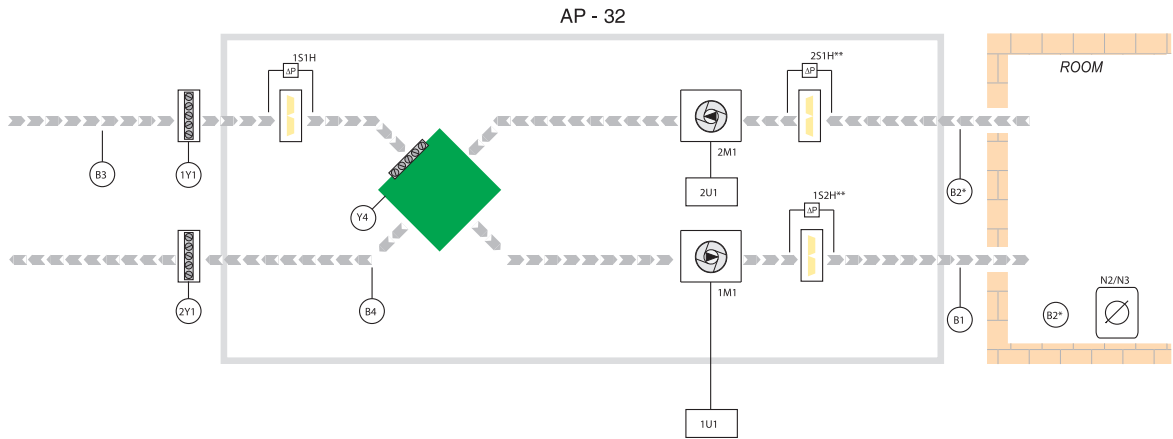 AP - 32
1S1H
ΔP
2S1H**
ΔP
ROOM
B3
1Y1
2M1
B2*
Y4
2U1
1S2H**
ΔP
2Y1
B4
1M1
B1
B2*
N2/N3
1U1